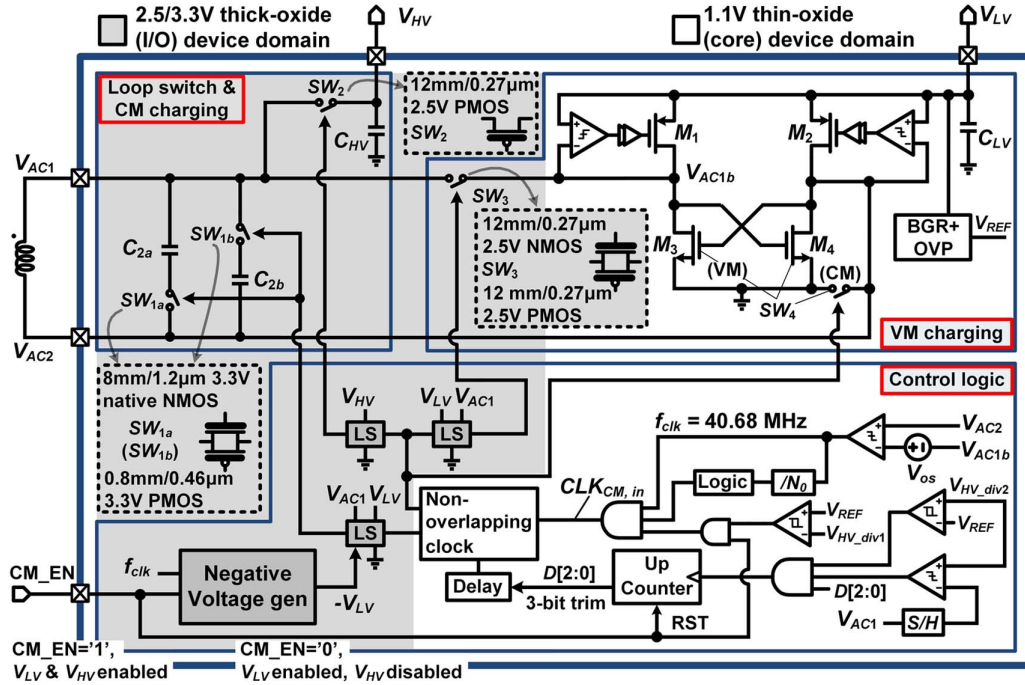 2.5/3.3V thick-oxide
(I/O) device domain
V_HV
1.1V thin-oxide
(core) device domain
V_LV
Loop switch &
CM charging
SW_2
C_HV
12mm/0.27µm
2.5V PMOS
SW_2
M_1
M_2
C_LV
V_AC1
SW_3
V_AC1b
C_2a
SW_1b
C_2b
SW_1a
12mm/0.27µm
2.5V NMOS
SW_3
12 mm/0.27µm
2.5V PMOS
M_3
(VM)
M_4
(CM)
SW_4
BGR+
OVP
V_REF
V_AC2
VM charging
8mm/1.2µm 3.3V
native NMOS
SW_1a
(SW_1b)
0.8mm/0.46µm
3.3V PMOS
V_HV
LS
V_LV V_AC1
LS
Control logic
f_clk = 40.68 MHz
V_AC2
V_AC1b
V_os
Logic
/N_0
V_AC1 V_LV
LS
Non-
overlapping
clock
CLK_CM, in
V_REF
V_HV_div1
V_HV_div2
V_REF
CM_EN
f_clk
Negative
Voltage gen
-V_LV
Delay
D[2:0]
3-bit trim
Up
Counter
D[2:0]
RST
V_AC1
S/H
CM_EN='1',
V_LV & V_HV enabled
CM_EN='0',
V_LV enabled, V_HV disabled